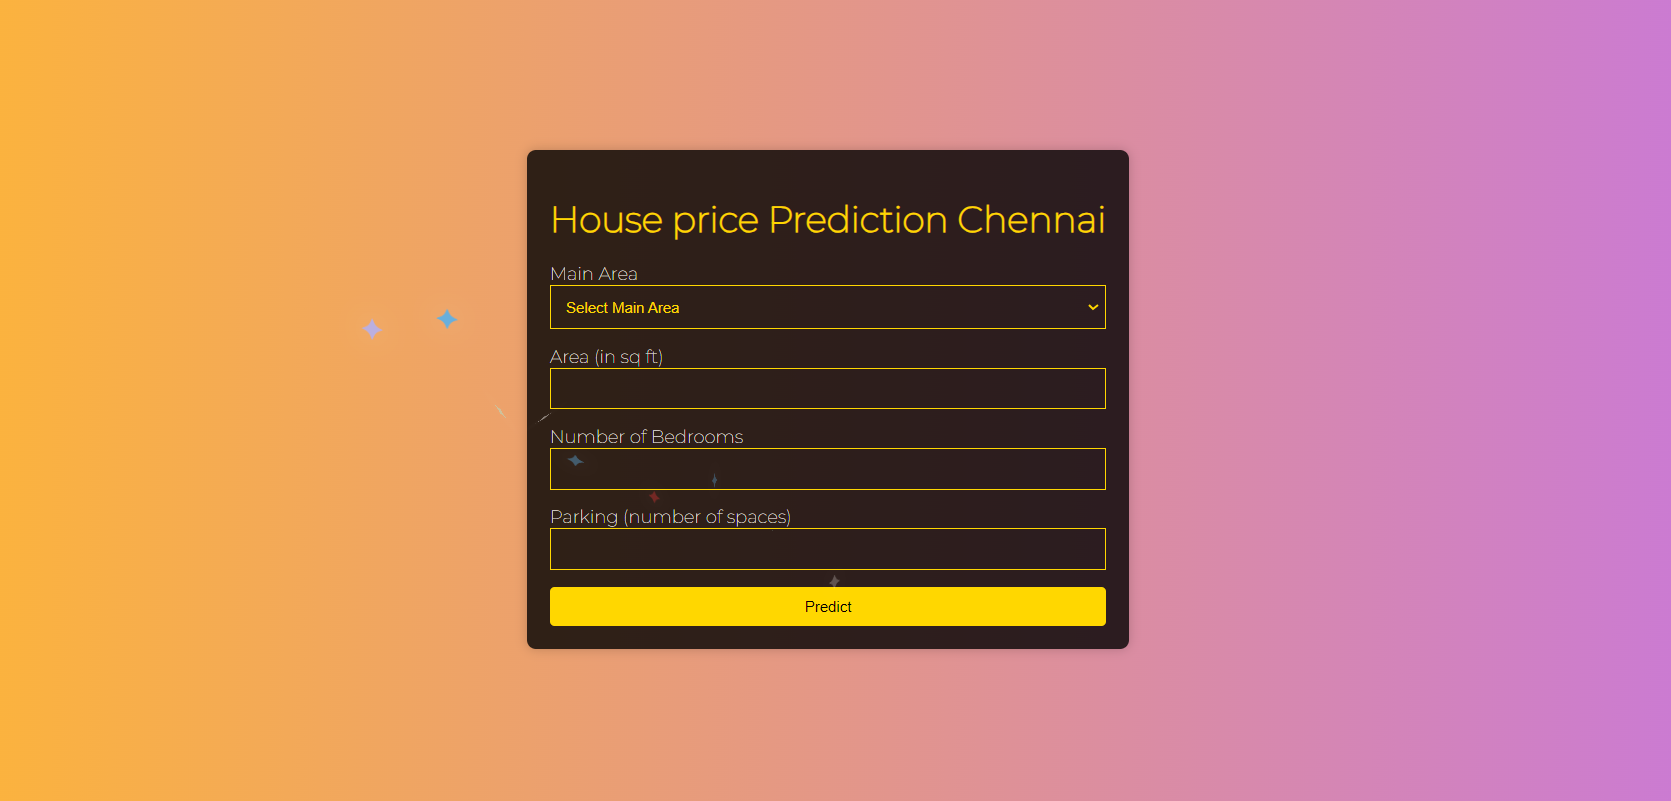 House price Prediction Chennai
Main Area
Select Main Area
Area (in sq ft)
Number of Bedrooms
Parking (number of spaces)
Predict